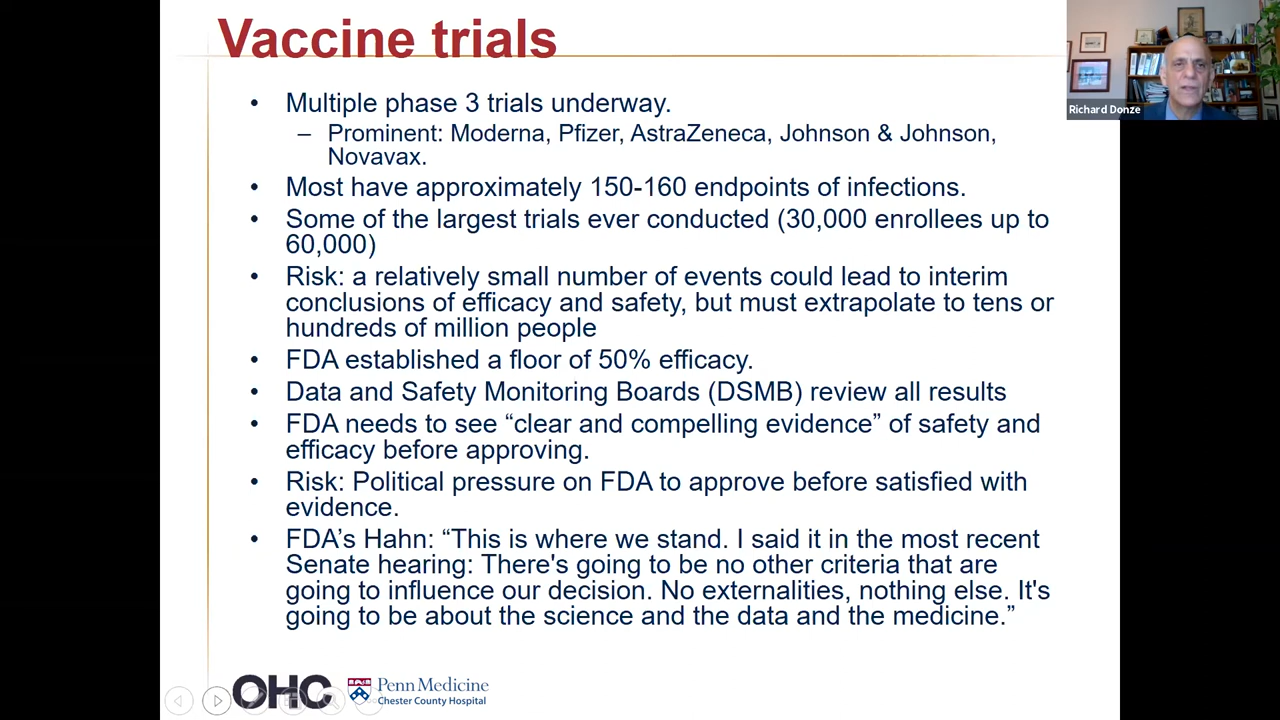 Vaccine trials
Richard Donze
• Multiple phase 3 trials underway.
– Prominent: Moderna, Pfizer, AstraZeneca, Johnson & Johnson,
Novavax.
• Most have approximately 150-160 endpoints of infections.
• Some of the largest trials ever conducted (30,000 enrollees up to
60,000)
• Risk: a relatively small number of events could lead to interim
conclusions of efficacy and safety, but must extrapolate to tens or
hundreds of million people
• FDA established a floor of 50% efficacy.
• Data and Safety Monitoring Boards (DSMB) review all results
• FDA needs to see “clear and compelling evidence” of safety and
efficacy before approving.
• Risk: Political pressure on FDA to approve before satisfied with
evidence.
• FDA’s Hahn: “This is where we stand. I said it in the most recent
Senate hearing: There's going to be no other criteria that are
going to influence our decision. No externalities, nothing else. It's
going to be about the science and the data and the medicine.”
OHC
Penn Medicine
Chester County Hospital